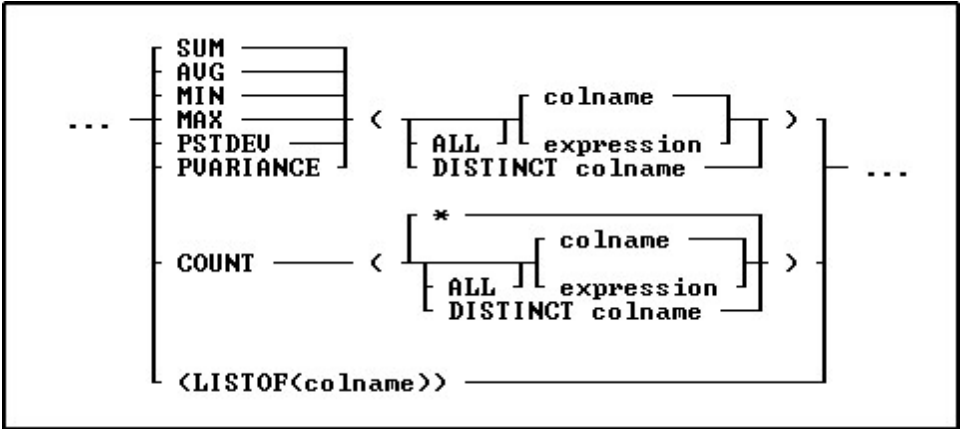 SUM
AVG
MIN colname
... MAX ( )
ALL expression
PSTDEV DISTINCT colname
PVARIANCE ...
*
colname
COUNT ( )
ALL expression
DISTINCT colname
(LISTOF(colname))